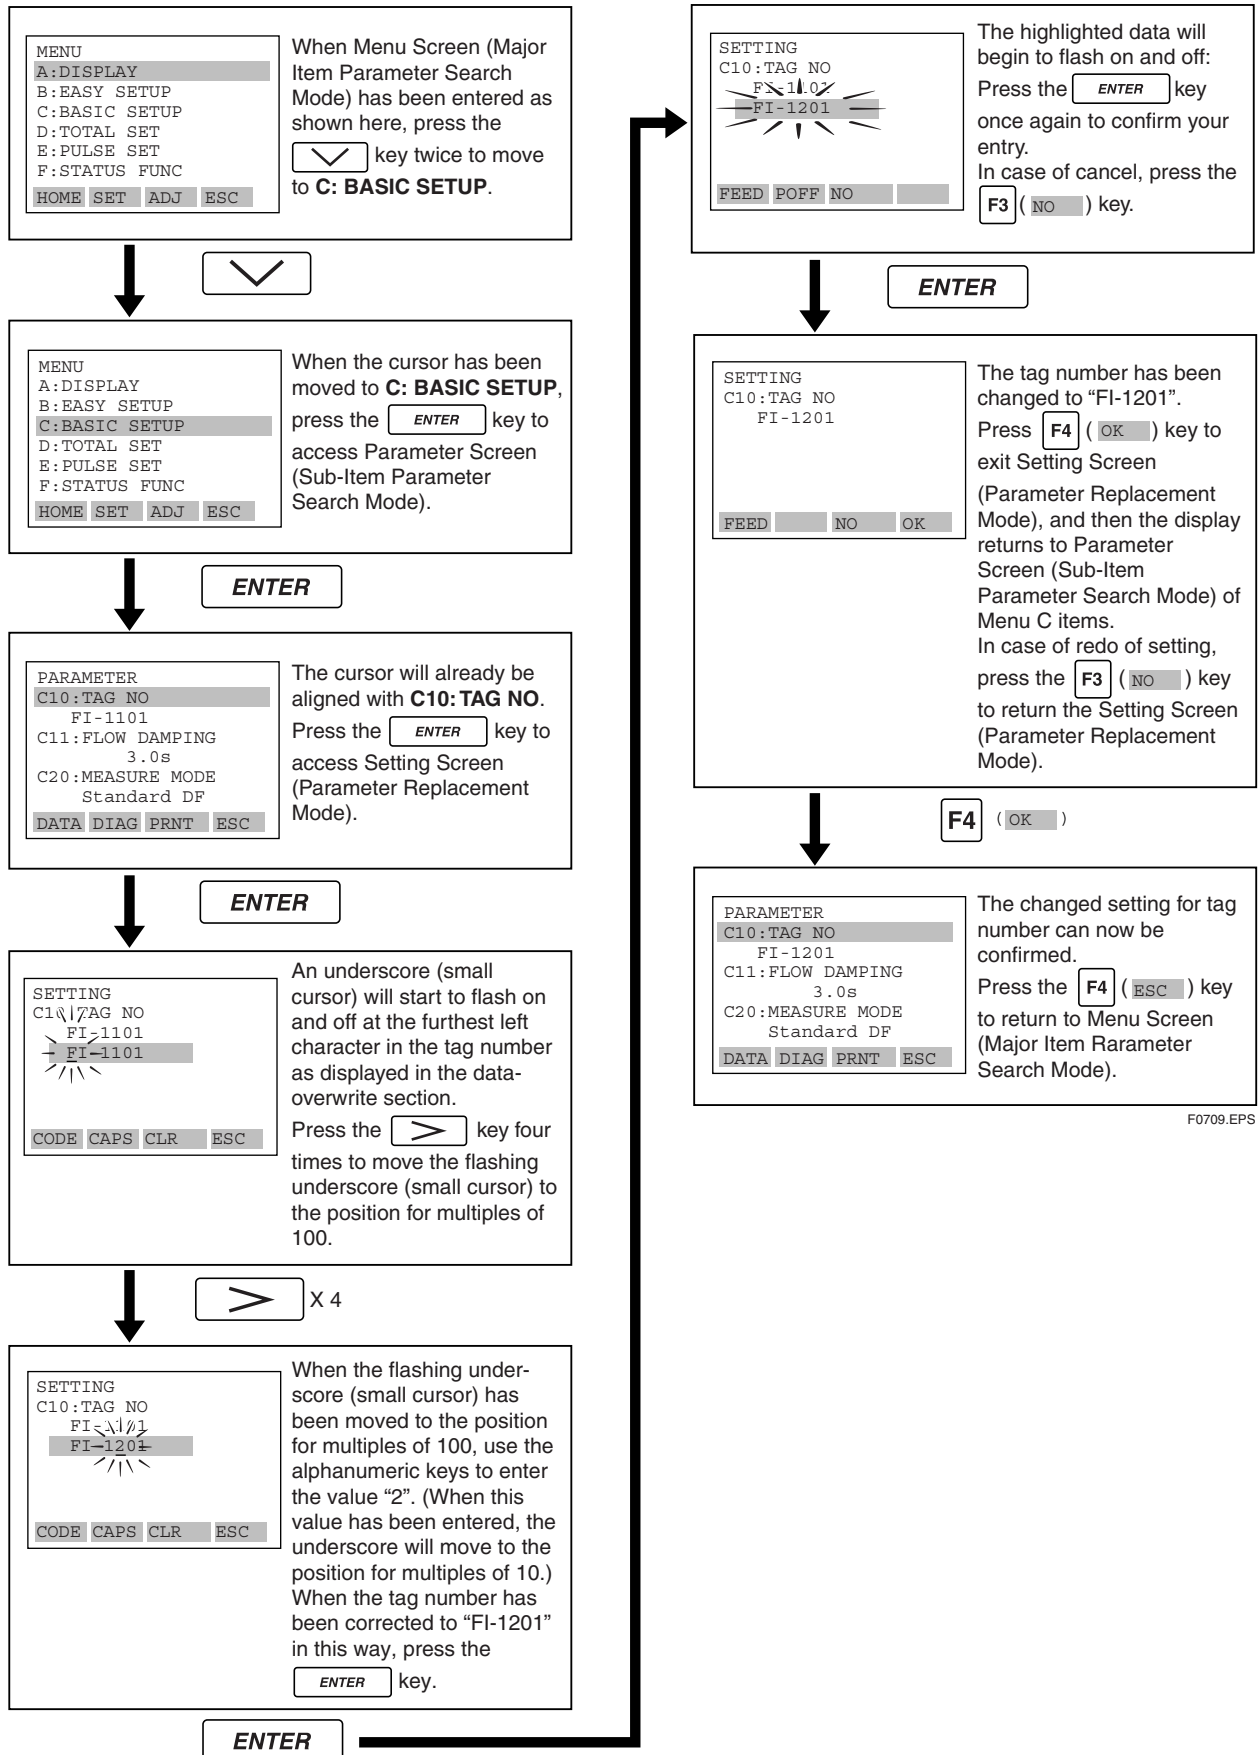 MENU
A:DISPLAY
B:EASY SETUP
C:BASIC SETUP
D:TOTAL SET
E:PULSE SET
F:STATUS FUNC
HOME SET ADJ ESC
When Menu Screen (Major
Item Parameter Search
Mode) has been entered as
shown here, press the
key twice to move
to C: BASIC SETUP.
MENU
A:DISPLAY
B:EASY SETUP
C:BASIC SETUP
D:TOTAL SET
E:PULSE SET
F:STATUS FUNC
HOME SET ADJ ESC
When the cursor has been
moved to C: BASIC SETUP,
press the ENTER key to
access Parameter Screen
(Sub-Item Parameter
Search Mode).
ENTER
PARAMETER
C10:TAG NO
FI-1101
C11:FLOW DAMPING
3.0s
C20:MEASURE MODE
Standard DF
DATA DIAG PRNT ESC
The cursor will already be
aligned with C10: TAG NO.
Press the ENTER key to
access Setting Screen
(Parameter Replacement
Mode).
ENTER
SETTING
C10:TAG NO
FI-1101
FI-1101
CODE CAPS CLR ESC
An underscore (small
cursor) will start to flash on
and off at the furthest left
character in the tag number
as displayed in the data-
overwrite section.
Press the > key four
times to move the flashing
underscore (small cursor) to
the position for multiples of
100.
> X 4
SETTING
C10:TAG NO
FI-1101
FI-1201
CODE CAPS CLR ESC
When the flashing under-
score (small cursor) has
been moved to the position
for multiples of 100, use the
alphanumeric keys to enter
the value “2”. (When this
value has been entered, the
underscore will move to the
position for multiples of 10.)
When the tag number has
been corrected to “FI-1201”
in this way, press the
ENTER key.
ENTER
SETTING
C10:TAG NO
FI-1101
FI-1201
FEED POFF NO
The highlighted data will
begin to flash on and off:
Press the ENTER key
once again to confirm your
entry.
In case of cancel, press the
F3 ( NO ) key.
ENTER
SETTING
C10:TAG NO
FI-1201
FEED NO OK
The tag number has been
changed to “FI-1201”.
Press F4 ( OK ) key to
exit Setting Screen
(Parameter Replacement
Mode), and then the display
returns to Parameter
Screen (Sub-Item
Parameter Search Mode) of
Menu C items.
In case of redo of setting,
press the F3 ( NO ) key
to return the Setting Screen
(Parameter Replacement
Mode).
F4 ( OK )
PARAMETER
C10:TAG NO
FI-1201
C11:FLOW DAMPING
3.0s
C20:MEASURE MODE
Standard DF
DATA DIAG PRNT ESC
The changed setting for tag
number can now be
confirmed.
Press the F4 ( ESC ) key
to return to Menu Screen
(Major Item Rarameter
Search Mode).
F0709.EPS